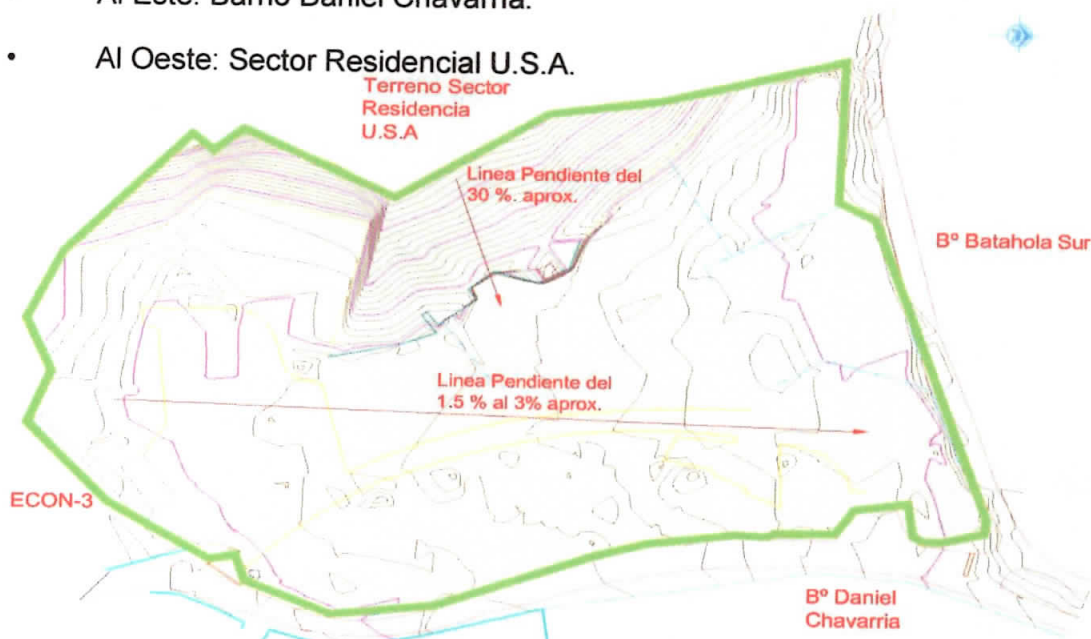 Al Este: Barrio Daniel Chavarría.
• Al Oeste: Sector Residencial U.S.A.
Terreno Sector
Residencia
U.S.A
Linea Pendiente del
30 %. aprox.
Bº Batahola Sur
Linea Pendiente del
1.5 % al 3% aprox.
ECON-3
Bº Daniel
Chavarria